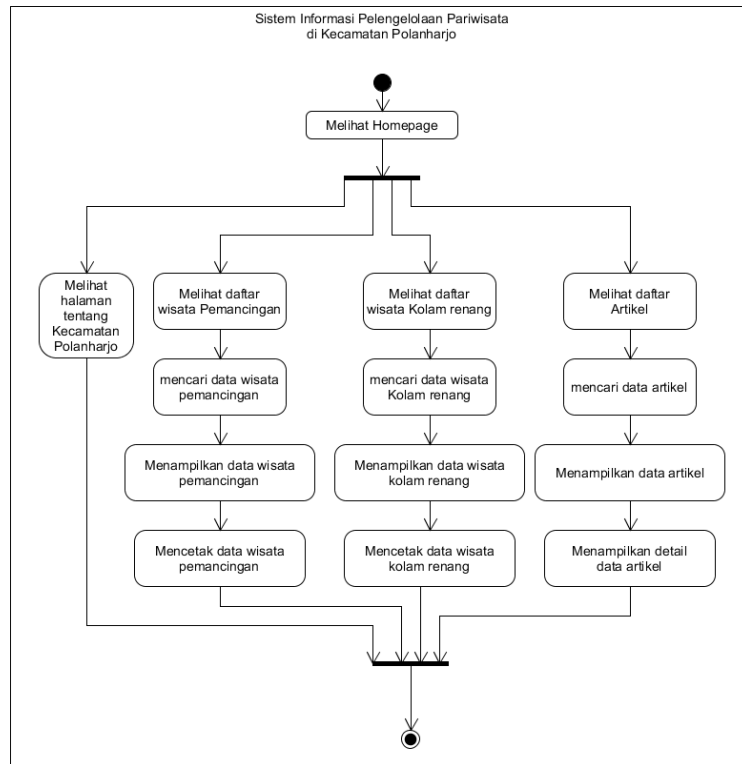 Sistem Informasi Pelengelolaan Pariwisata
di Kecamatan Polanharjo
Melihat Homepage
Melihat
halaman
tentang
Kecamatan
Polanharjo
Melihat daftar
wisata Pemancingan
Melihat daftar
wisata Kolam renang
Melihat daftar
Artikel
mencari data wisata
pemancingan
mencari data wisata
Kolam renang
mencari data artikel
Menampilkan data wisata
pemancingan
Menampilkan data wisata
kolam renang
Menampilkan data artikel
Mencetak data wisata
pemancingan
Mencetak data wisata
kolam renang
Menampilkan detail
data artikel